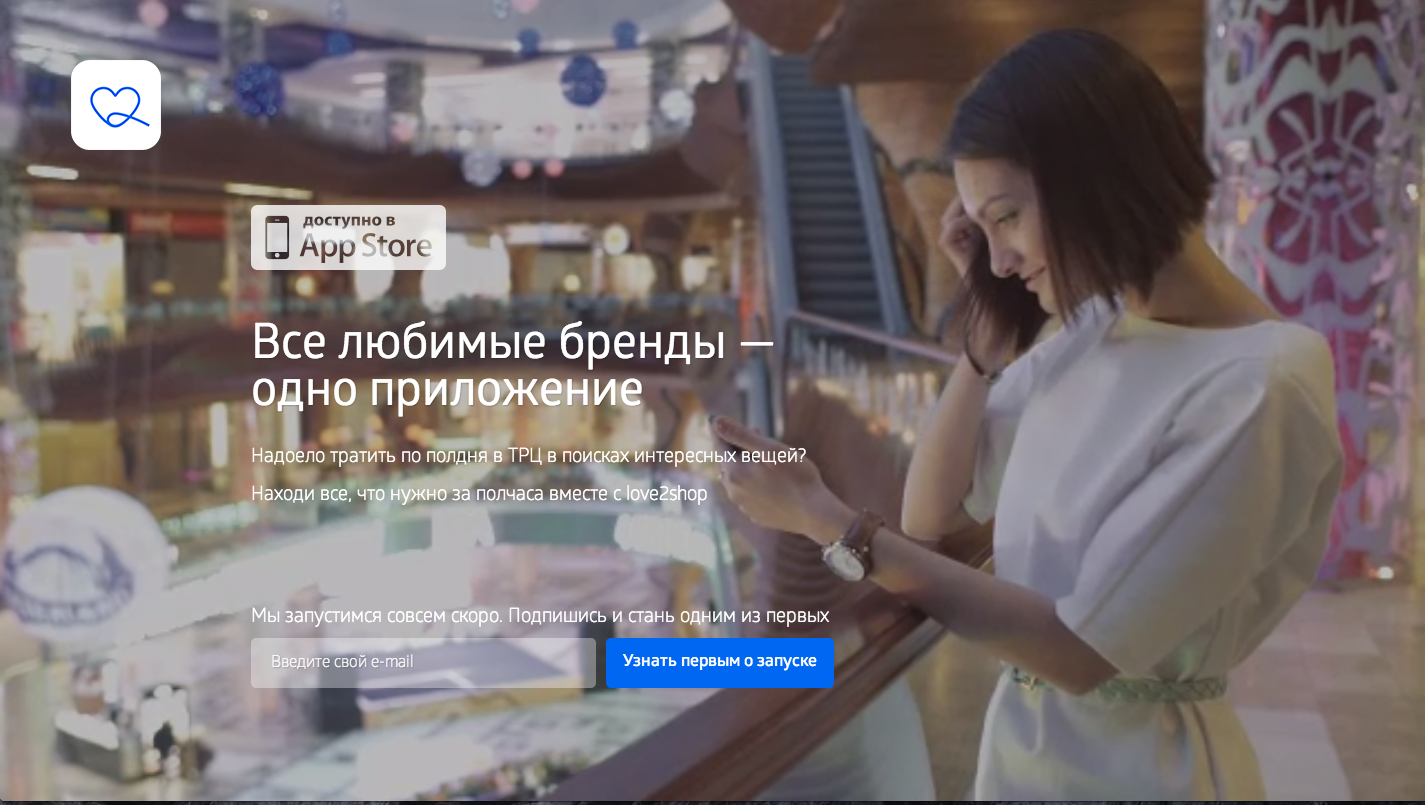 доступно в
App Store
Все любимые бренды —
одно приложение
Надоело тратить по полдня в ТРЦ в поисках интересных вещей?
Находи все, что нужно за полчаса вместе с love2shop
Мы запустимся совсем скоро. Подпишись и стань одним из первых
Введите свой e-mail
Узнать первым о запуске